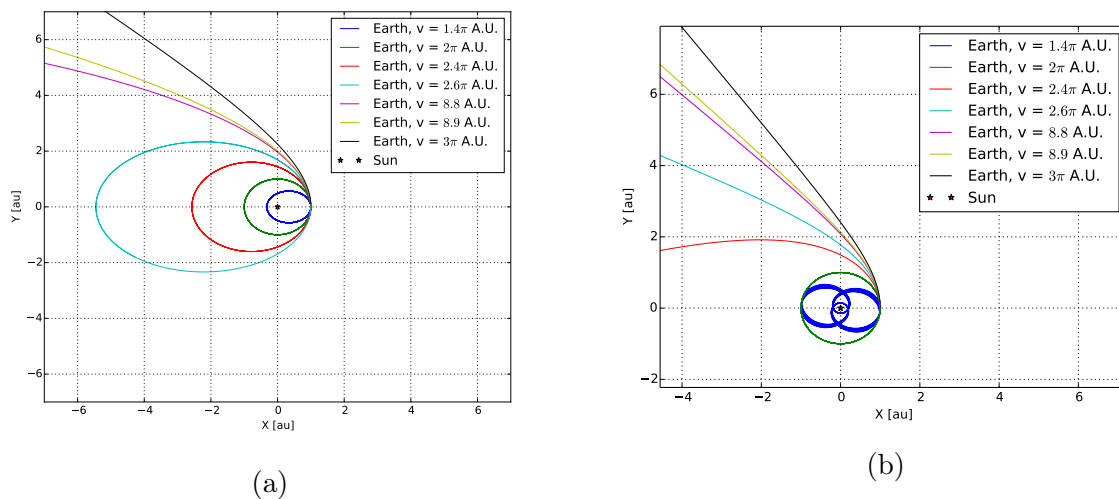 Earth, v = 1.4π A.U.
Earth, v = 2π A.U.
Earth, v = 2.4π A.U.
Earth, v = 2.6π A.U.
Earth, v = 8.8 A.U.
Earth, v = 8.9 A.U.
Earth, v = 3π A.U.
Sun
6
4
2
0
−2
−4
−6
Y [au]
−6 −4 −2 0 2 4 6
X [au]
(a)
Earth, v = 1.4π A.U.
Earth, v = 2π A.U.
Earth, v = 2.4π A.U.
Earth, v = 2.6π A.U.
Earth, v = 8.8 A.U.
Earth, v = 8.9 A.U.
Earth, v = 3π A.U.
Sun
6
4
2
0
−2
Y [au]
−4 −2 0 2 4 6
X [au]
(b)